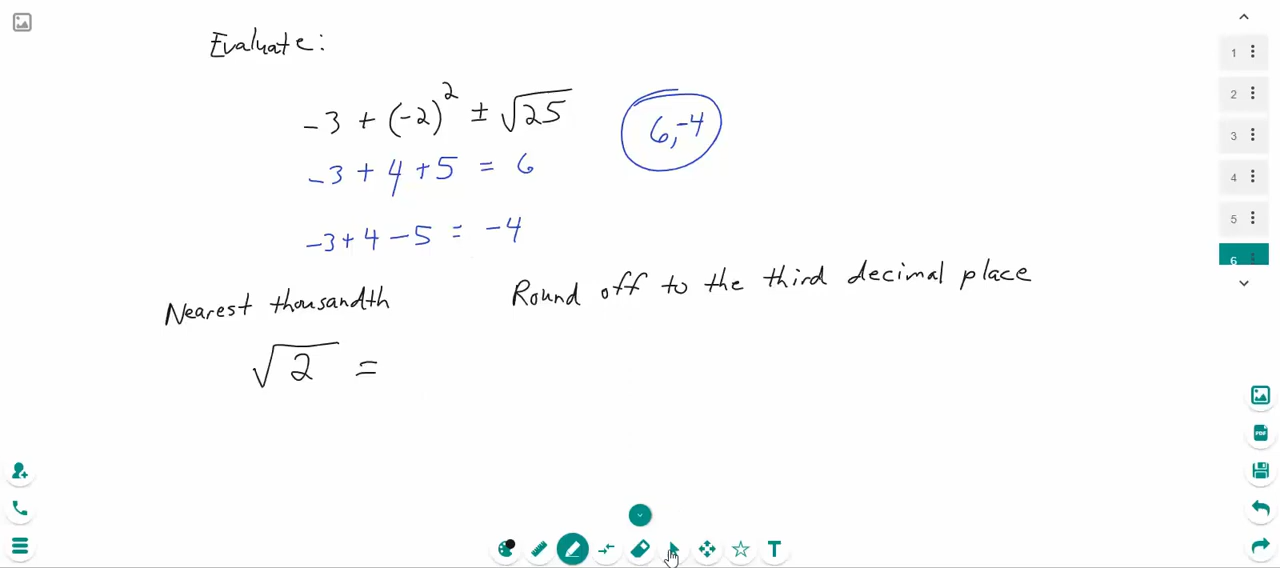 Evaluate:
-3 + (-2)² ± √25
6, -4
-3 + 4 + 5 = 6
-3 + 4 - 5 = -4
Nearest thousandth
Round off to the third decimal place
√2 =
1
2
3
4
5
6
PDF
T